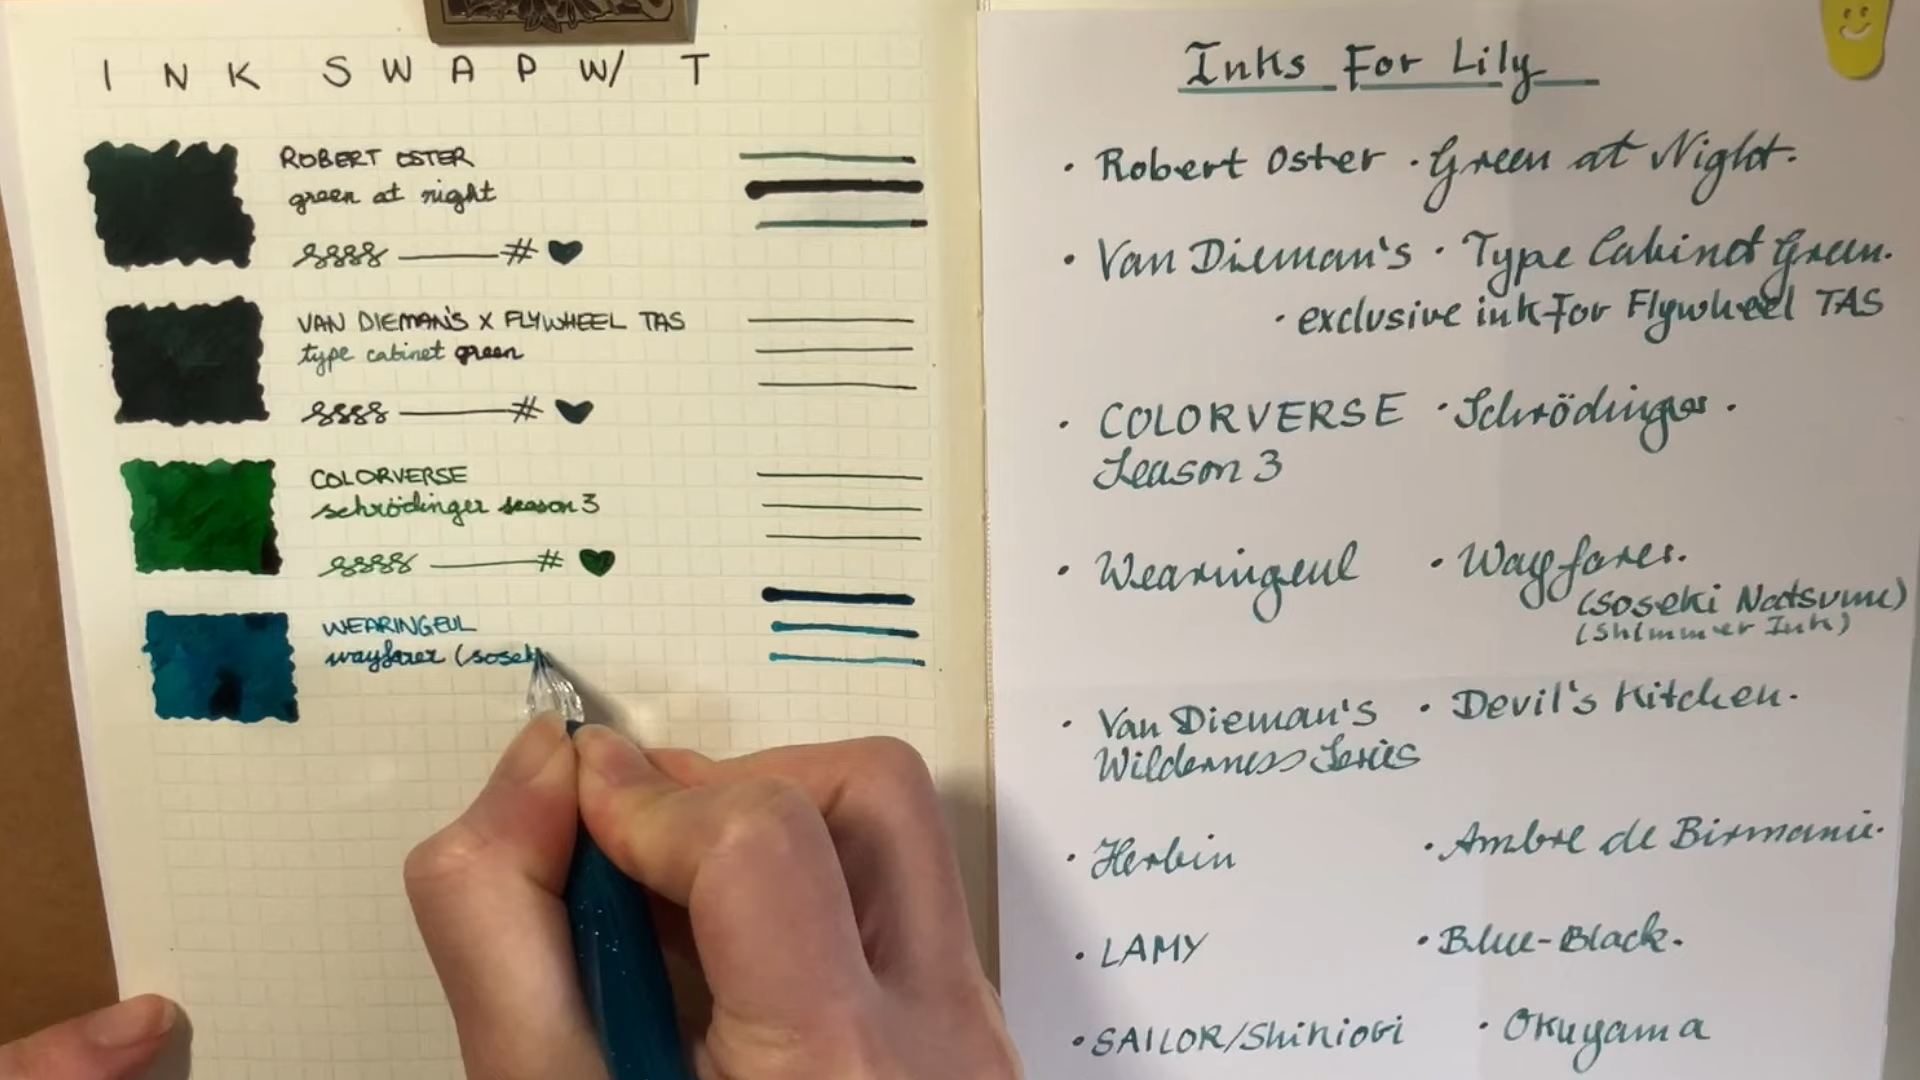 INK SWAP W/ T
ROBERT OSTER
green at night
VAN DIEMAN'S X FLYWHEEL TAS
type cabinet green
COLORVERSE
schrödinger season 3
WEARINGEUL
wayfarer (sosek
Inks For Lily
• Robert Oster • Green at Night.
• Van Dieman's • Type Cabinet Green.
• exclusive ink for Flywheel TAS
• COLORVERSE • Schrödinger.
Season 3
• Wearingeul • Wayfarer.
(Soseki Natsume)
(Shimmer Ink)
• Van Dieman's • Devil's Kitchen.
Wilderness Series
• Herbin • Ambre de Birmanie.
• LAMY • Blue-Black.
• SAILOR/Shikiori • Okuyama